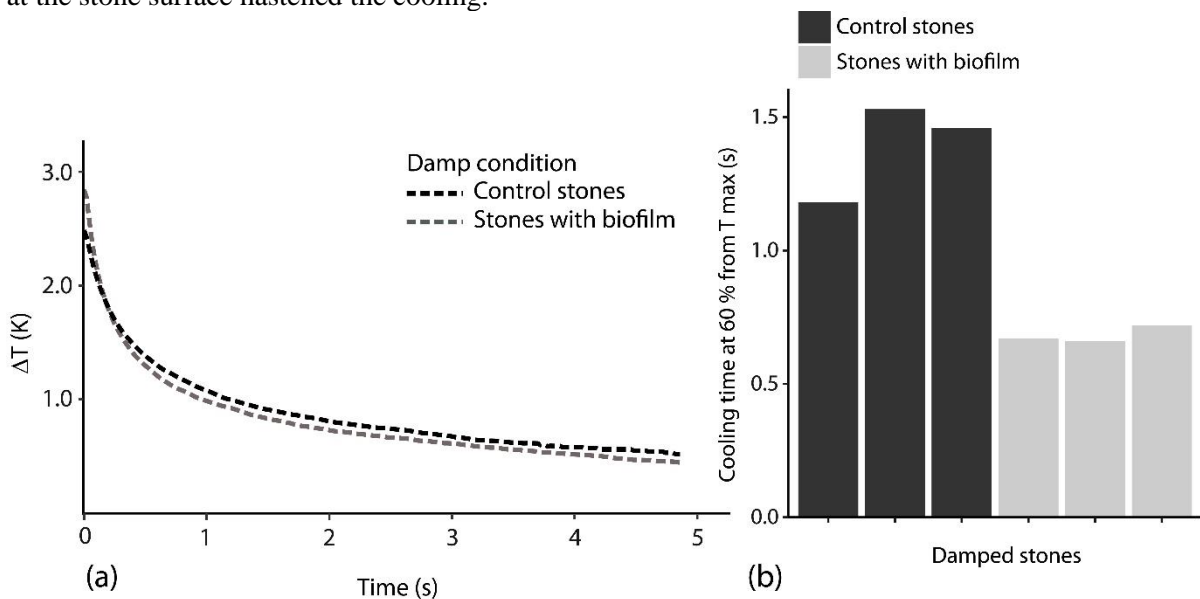 at the stone surface hastened the cooling.
Control stones
Stones with biofilm
3.0
2.0
1.0
ΔT (K)
Damp condition
Control stones
Stones with biofilm
0
1
2
3
4
5
(a)
Time (s)
1.5
1.0
0.5
0.0
Cooling time at 60 % from T max (s)
Damped stones
(b)